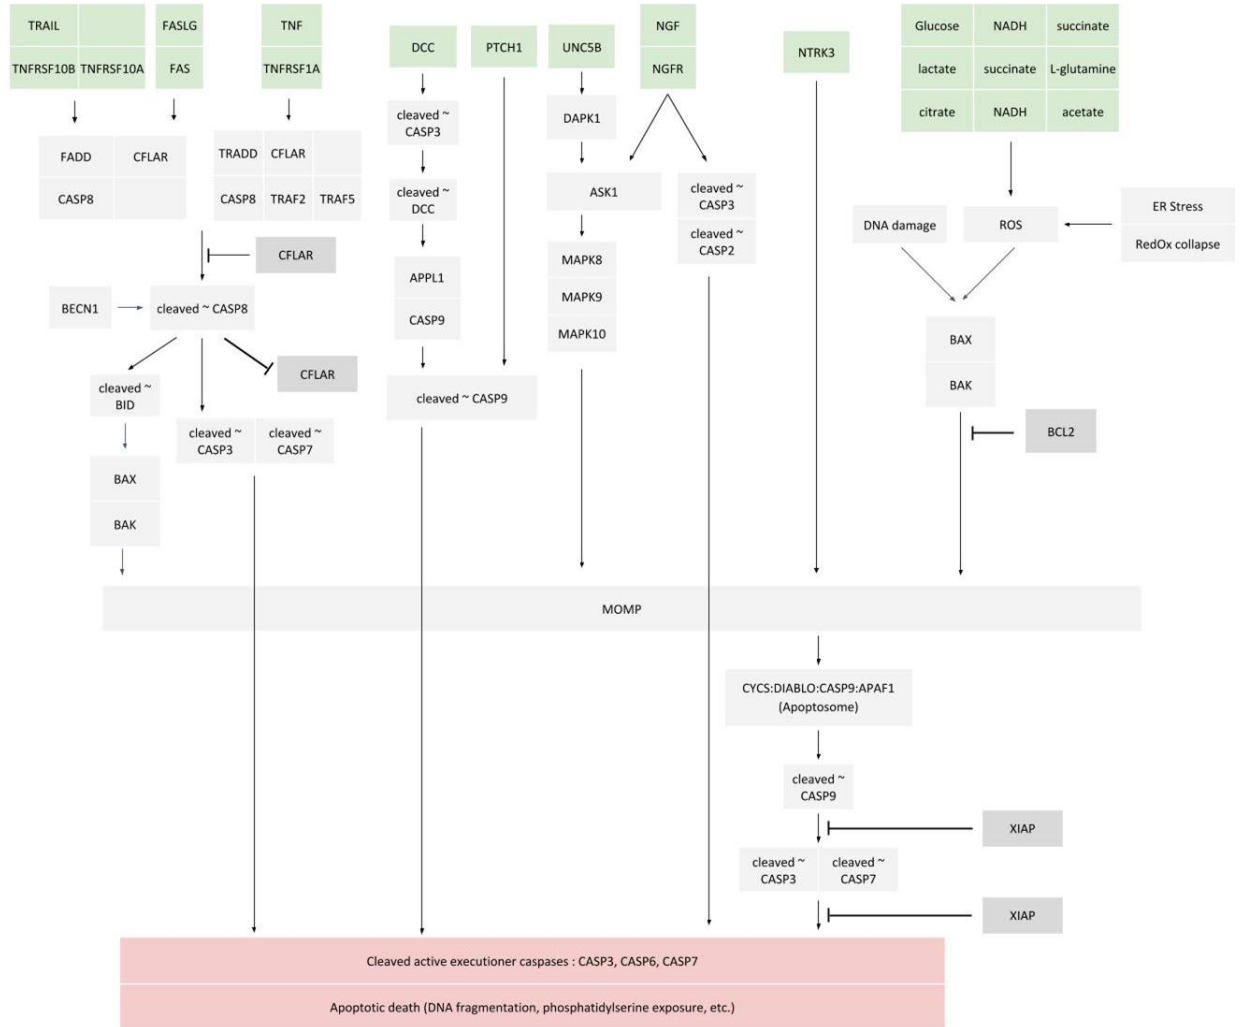 TRAIL
FASLG
TNF
TNFRSF10B
TNFRSF10A
FAS
TNFRSF1A
DCC
PTCH1
UNC5B
NGF
NGFR
NTRK3
Glucose
NADH
succinate
lactate
succinate
L-glutamine
citrate
NADH
acetate
FADD
CFLAR
CASP8
TRADD
CFLAR
CASP8
TRAF2
TRAF5
cleaved ~
CASP3
cleaved ~
DCC
DAPK1
ASK1
cleaved ~
CASP3
cleaved ~
CASP2
DNA damage
ROS
ER Stress
RedOx collapse
CFLAR
BECN1
cleaved ~ CASP8
APPL1
CASP9
MAPK8
MAPK9
MAPK10
BAX
BAK
CFLAR
cleaved ~
BID
cleaved ~ CASP9
cleaved ~
CASP3
cleaved ~
CASP7
BCL2
BAX
BAK
MOMP
CYCS:DIABLO:CASP9:APAF1
(Apoptosome)
cleaved ~
CASP9
XIAP
cleaved ~
CASP3
cleaved ~
CASP7
XIAP
Cleaved active executioner caspases : CASP3, CASP6, CASP7
Apoptotic death (DNA fragmentation, phosphatidylserine exposure, etc.)